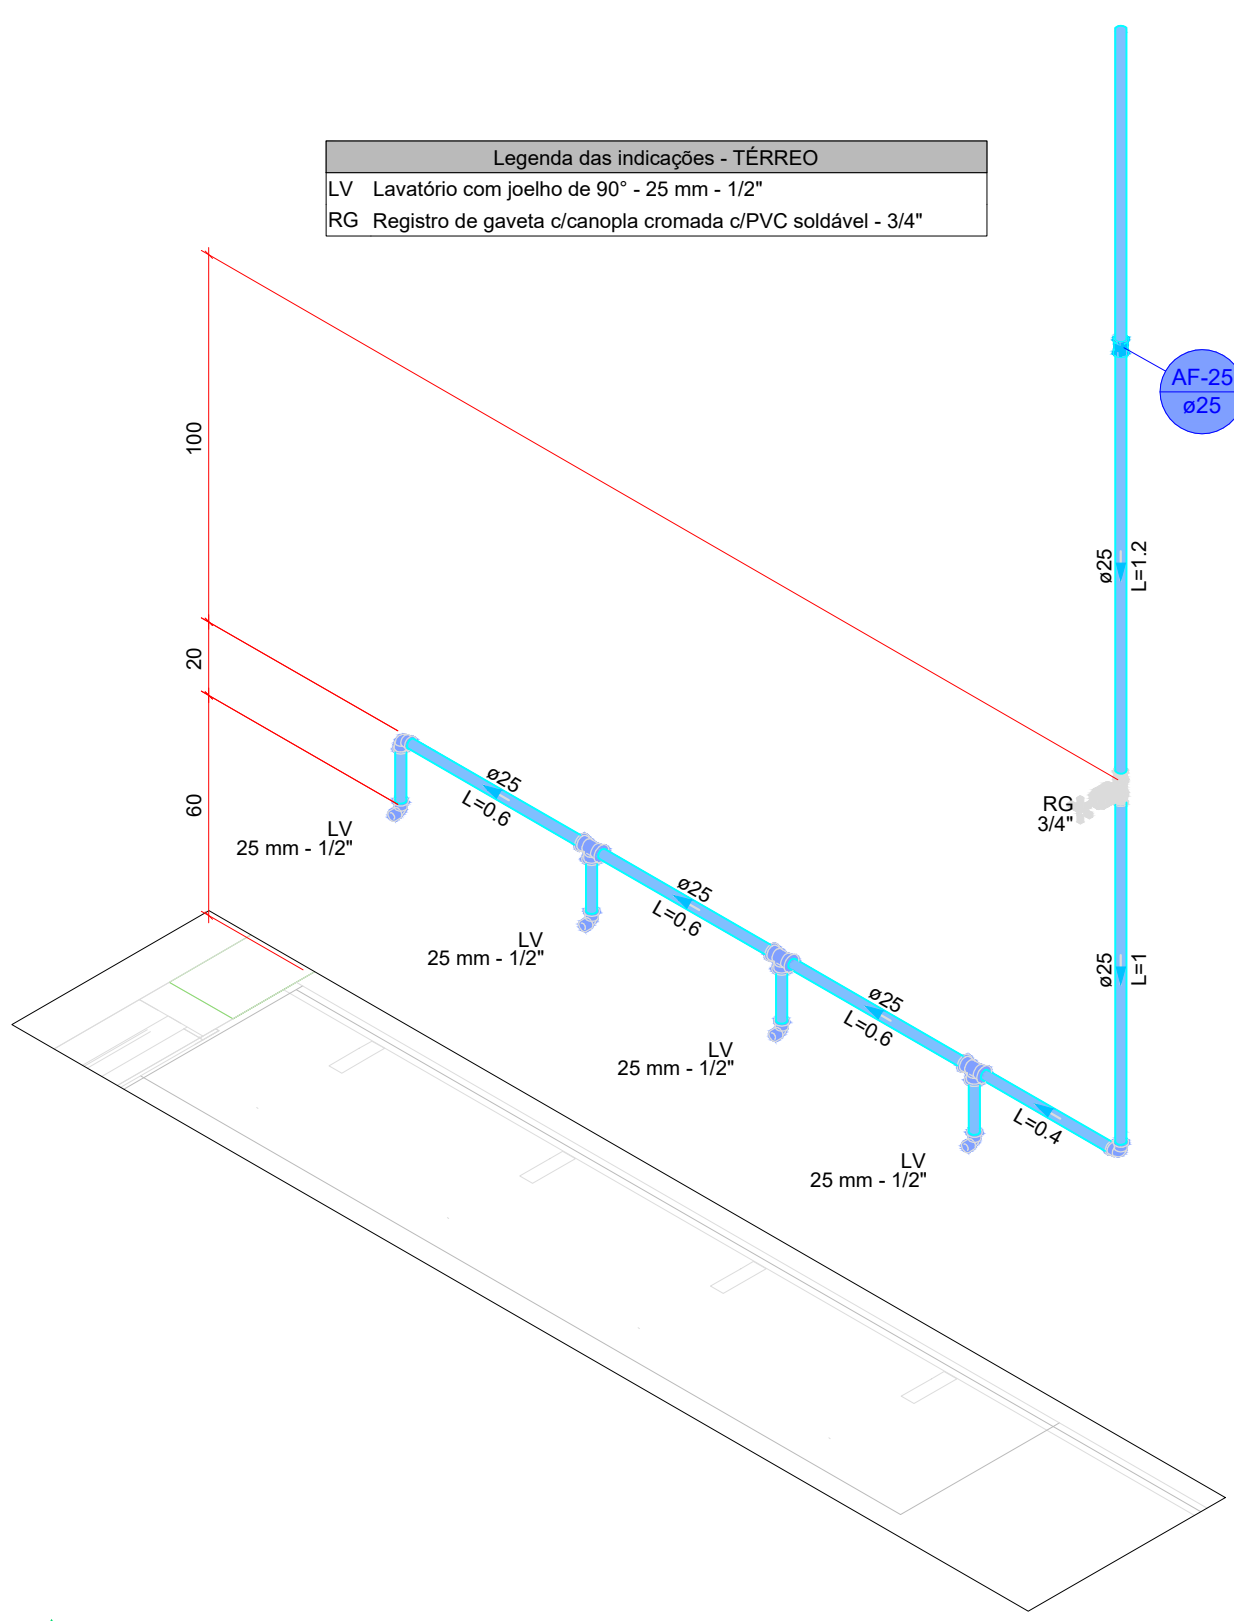 Legenda das indicações - TÉRREO
LV Lavatório com joelho de 90° - 25 mm - 1/2"
RG Registro de gaveta c/canopla cromada c/PVC soldável - 3/4"
AF-25
ø25
100
ø25
L=1.2
20
ø25
L=0.6
60
RG
3/4"
LV
25 mm - 1/2"
ø25
L=0.6
LV
25 mm - 1/2"
ø25
L=1
ø25
L=0.6
LV
25 mm - 1/2"
L=0.4
LV
25 mm - 1/2"